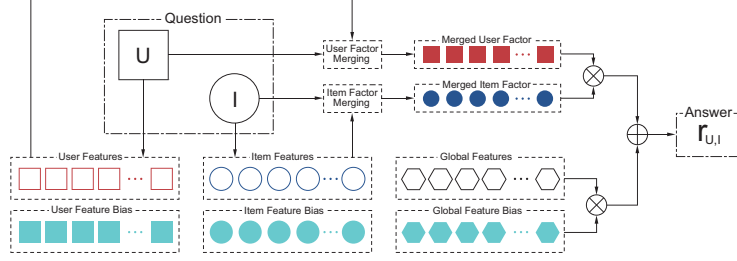 Question
U
I
User Factor
Merging
Merged User Factor
Item Factor
Merging
Merged Item Factor
Answer
rU,I
User Features
...
Item Features
...
Global Features
...
User Feature Bias
...
Item Feature Bias
...
Global Feature Bias
...